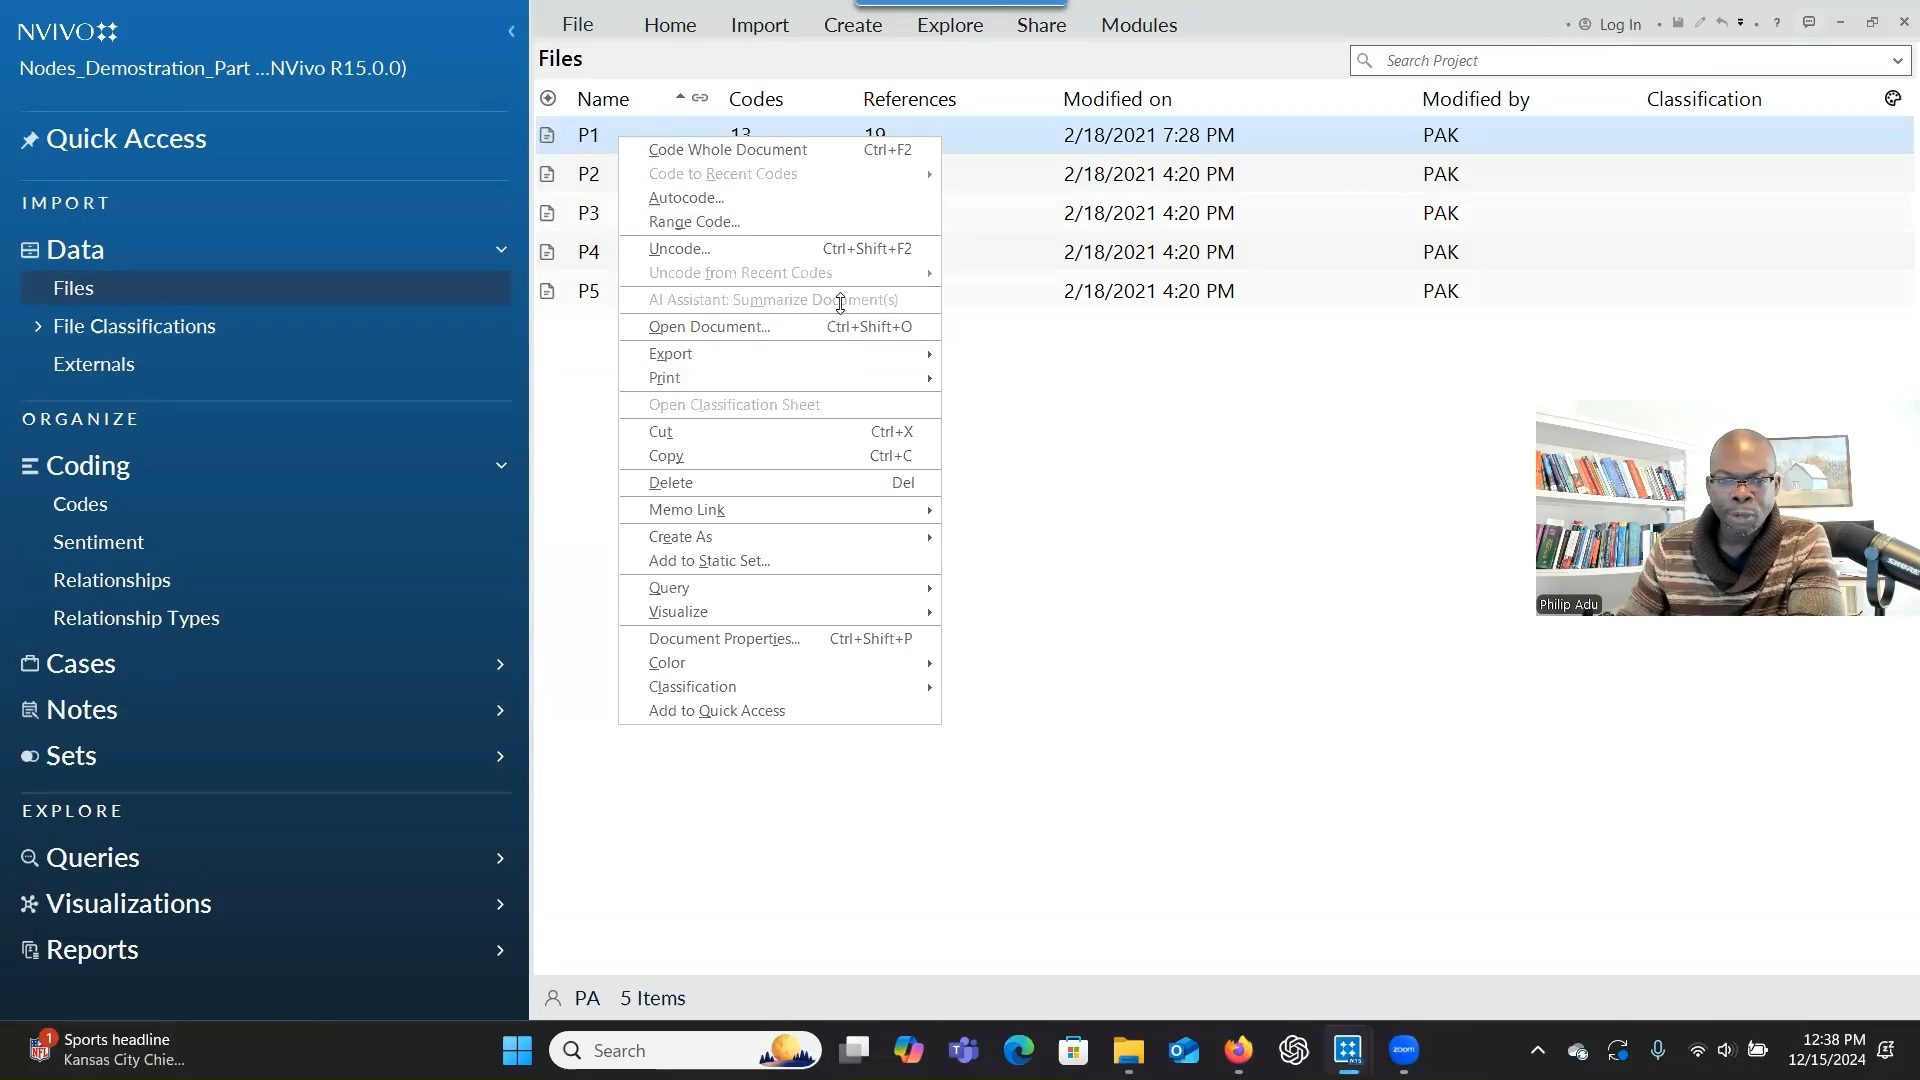 NVIVO
Nodes_Demostration_Part ...NVivo R15.0.0)
Quick Access
IMPORT
Data
Files
File Classifications
Externals
ORGANIZE
Coding
Codes
Sentiment
Relationships
Relationship Types
Cases
Notes
Sets
EXPLORE
Queries
Visualizations
Reports
File Home Import Create Explore Share Modules
Log In
?
Files
Search Project
Name Codes References Modified on Modified by Classification
P1 13 19 2/18/2021 7:28 PM PAK
P2 2/18/2021 4:20 PM PAK
P3 2/18/2021 4:20 PM PAK
P4 2/18/2021 4:20 PM PAK
P5 2/18/2021 4:20 PM PAK
Code Whole Document Ctrl+F2
Code to Recent Codes
Autocode...
Range Code...
Uncode... Ctrl+Shift+F2
Uncode from Recent Codes
AI Assistant: Summarize Document(s)
Open Document... Ctrl+Shift+O
Export
Print
Open Classification Sheet
Cut Ctrl+X
Copy Ctrl+C
Delete Del
Memo Link
Create As
Add to Static Set...
Query
Visualize
Document Properties... Ctrl+Shift+P
Color
Classification
Add to Quick Access
SHURE
Philip Adu
PA 5 Items
1
Sports headline
Kansas City Chie...
Search
zoom
12:38 PM
12/15/2024